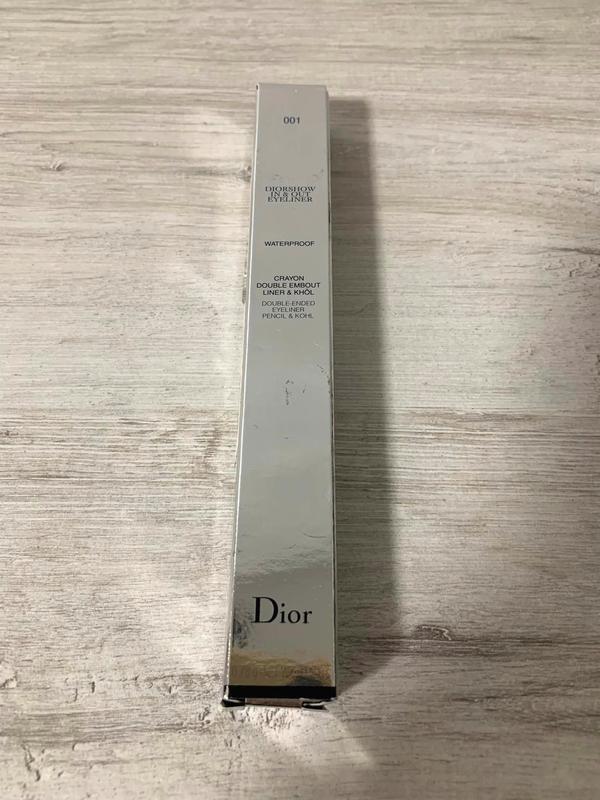 001
DIORSHOW
IN & OUT
EYELINER
WATERPROOF
CRAYON
DOUBLE EMBOUT
LINER & KHÔL
DOUBLE-ENDED
EYELINER
PENCIL & KOHL
Dior